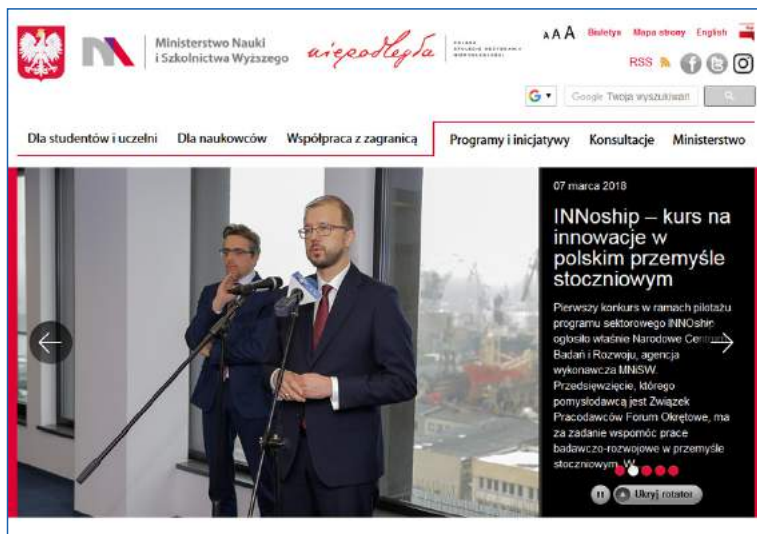 Ministerstwo Nauki
i Szkolnictwa Wyższego
niepodległa
A A A
Biuletyn Mapa strony English
RSS
Google Twoja wyszukiwarka
Dla studentów i uczelni Dla naukowców Współpraca z zagranicą Programy i inicjatywy Konsultacje Ministerstwo
07 marca 2018
INNoship – kurs na
innowacje w
polskim przemyśle
stoczniowym
Pierwszy konkurs w ramach pilotażu
programu sektorowego INNOship
ogłosiło właśnie Narodowe Centrum
Badań i Rozwoju, agencja
wykonawcza MNiSW.
Przedsięwzięcie, którego
pomysłodawcą jest Związek
Pracodawców Forum Okrętowe, ma
za zadanie wspomóc prace
badawczo-rozwojowe w przemyśle
stoczniowym. W
Ukryj rotator